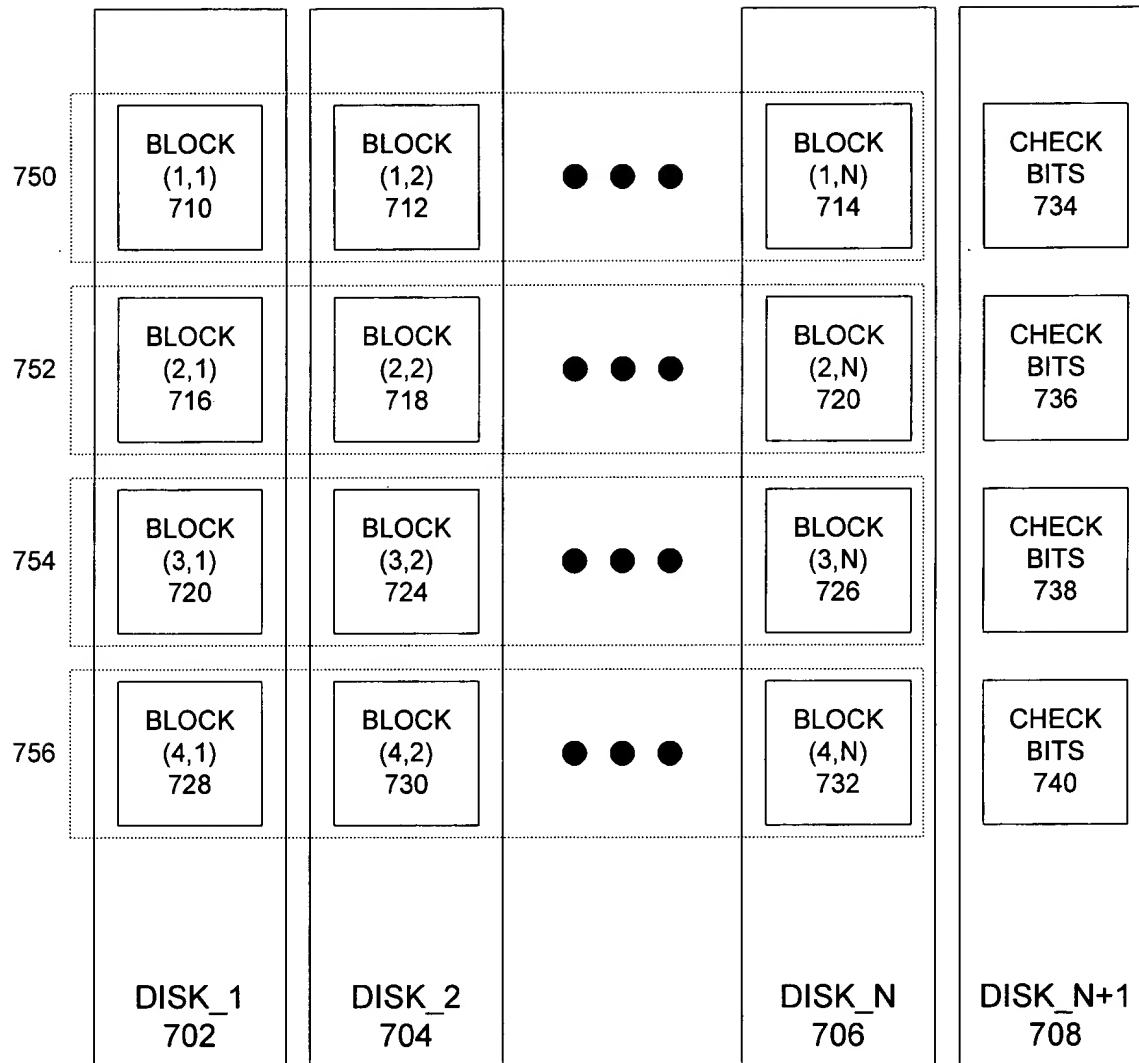 750
BLOCK
(1,1)
710
BLOCK
(1,2)
712
BLOCK
(1,N)
714
CHECK
BITS
734
752
BLOCK
(2,1)
716
BLOCK
(2,2)
718
BLOCK
(2,N)
720
CHECK
BITS
736
754
BLOCK
(3,1)
720
BLOCK
(3,2)
724
BLOCK
(3,N)
726
CHECK
BITS
738
756
BLOCK
(4,1)
728
BLOCK
(4,2)
730
BLOCK
(4,N)
732
CHECK
BITS
740
DISK_1
702
DISK_2
704
DISK_N
706
DISK_N+1
708